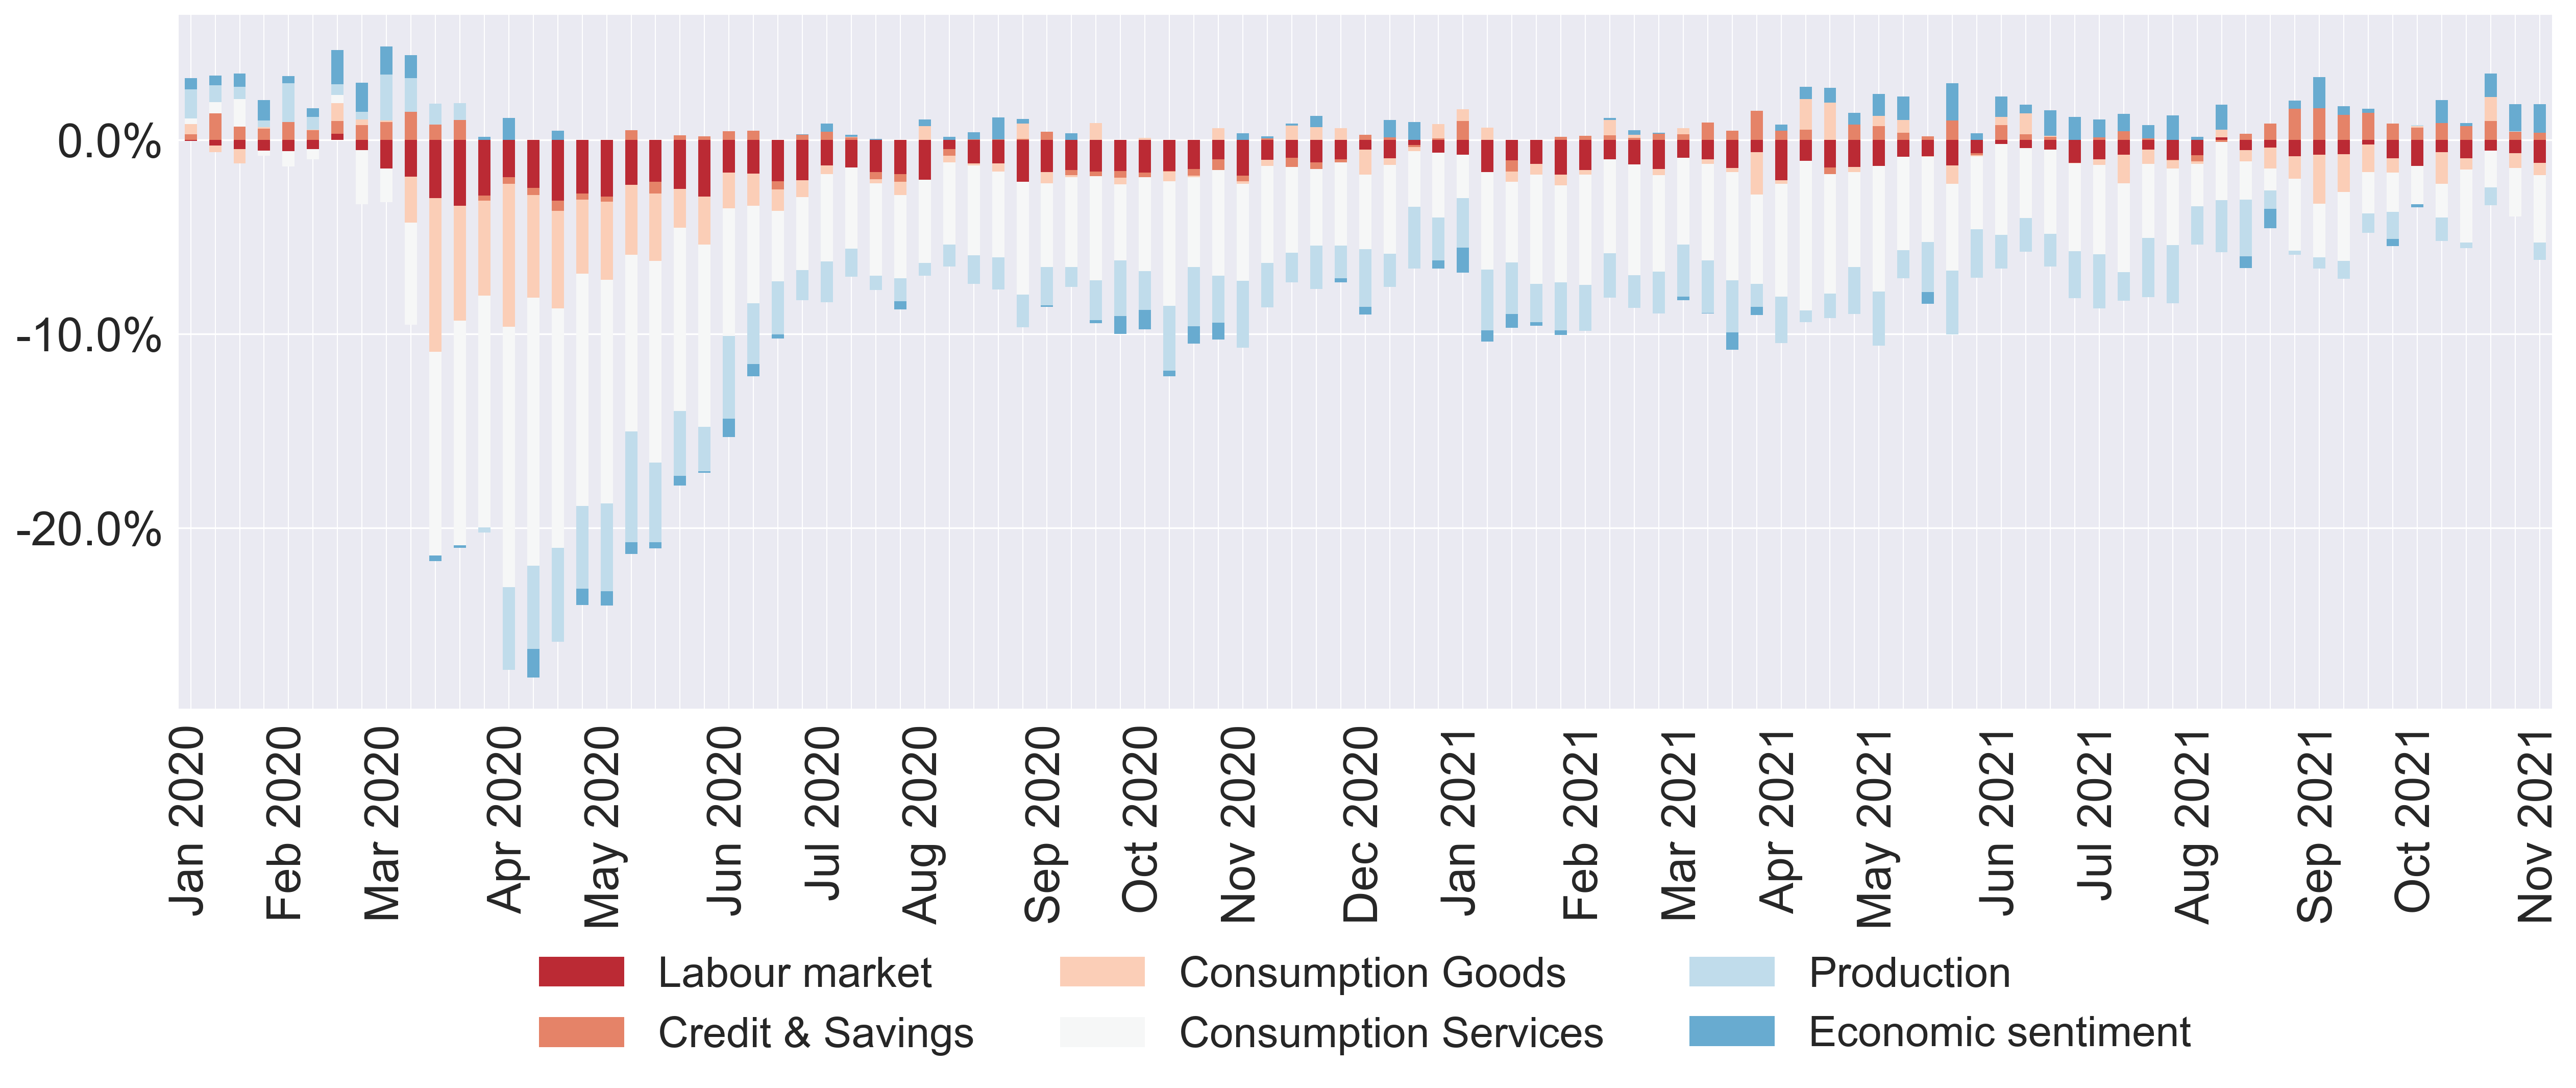 0.0%
-10.0%
-20.0%
Jan 2020
Feb 2020
Mar 2020
Apr 2020
May 2020
Jun 2020
Jul 2020
Aug 2020
Sep 2020
Oct 2020
Nov 2020
Dec 2020
Jan 2021
Feb 2021
Mar 2021
Apr 2021
May 2021
Jun 2021
Jul 2021
Aug 2021
Sep 2021
Oct 2021
Nov 2021
Labour market
Consumption Goods
Production
Credit & Savings
Consumption Services
Economic sentiment